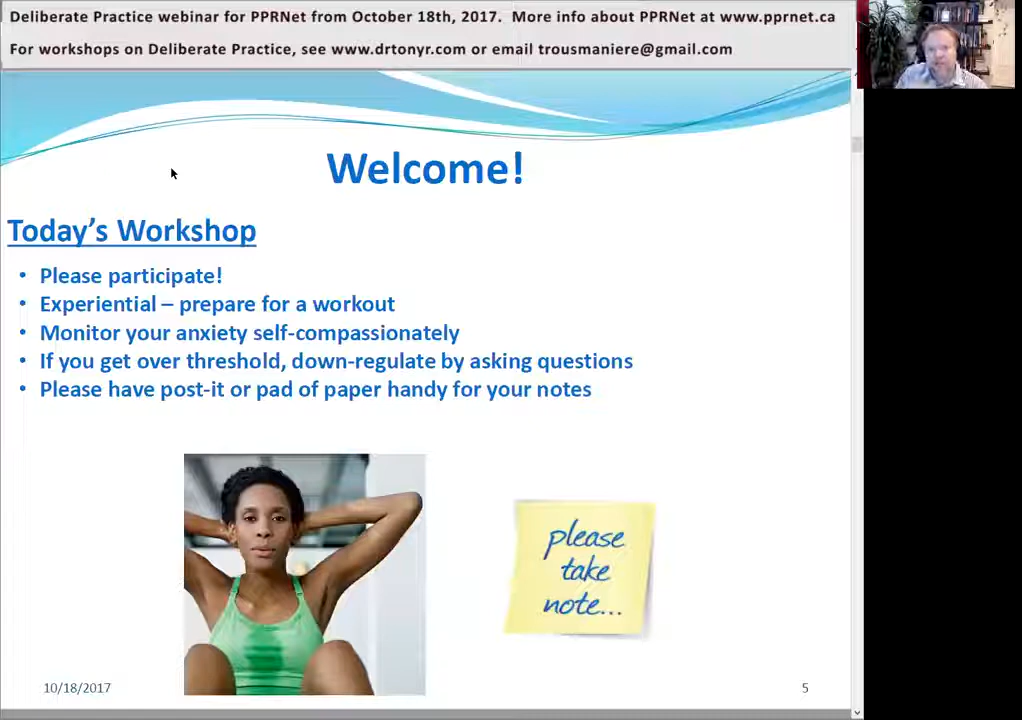 Deliberate Practice webinar for PPRNet from October 18th, 2017. More info about PPRNet at www.pprnet.ca
For workshops on Deliberate Practice, see www.drtonyr.com or email trousmaniere@gmail.com
Welcome!
Today's Workshop
• Please participate!
• Experiential – prepare for a workout
• Monitor your anxiety self-compassionately
• If you get over threshold, down-regulate by asking questions
• Please have post-it or pad of paper handy for your notes
please
take
note...
10/18/2017
5